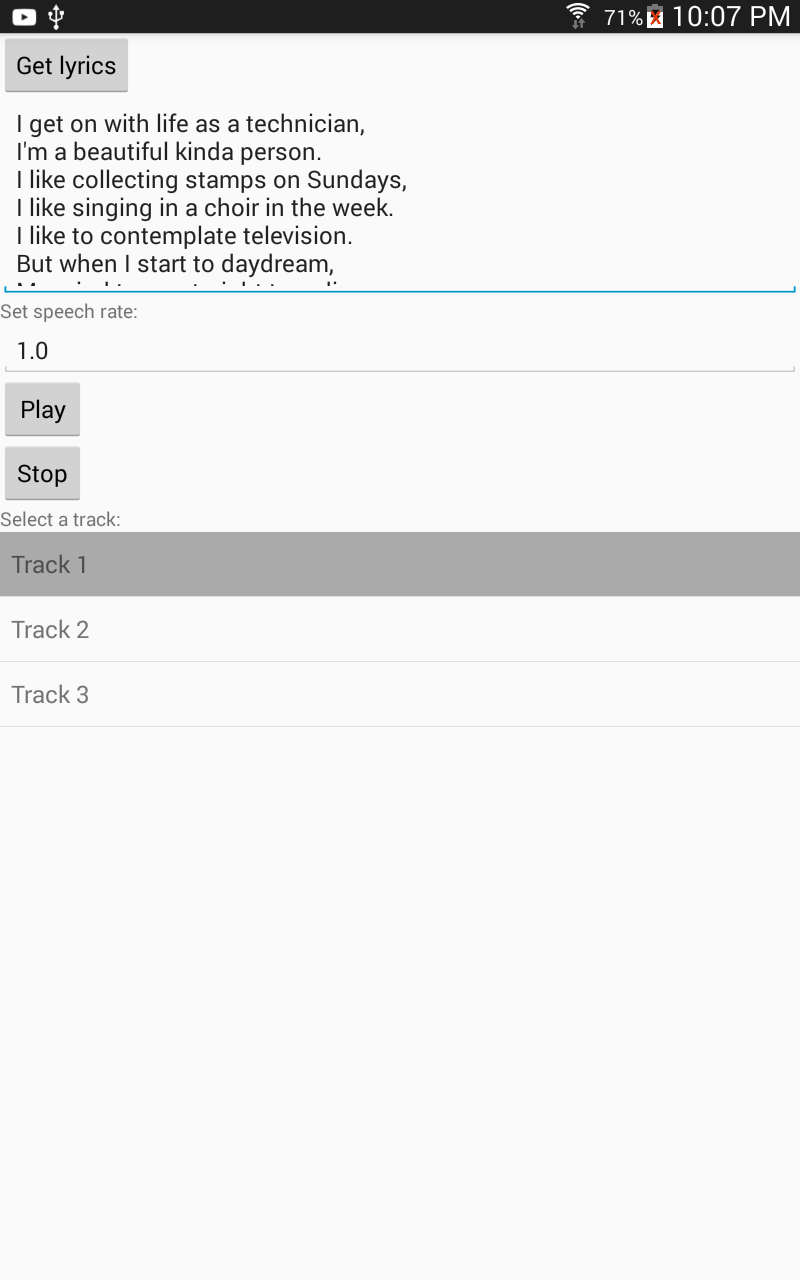 71% 10:07 PM
Get lyrics
I get on with life as a technician,
I'm a beautiful kinda person.
I like collecting stamps on Sundays,
I like singing in a choir in the week.
I like to contemplate television.
But when I start to daydream,
Set speech rate:
1.0
Play
Stop
Select a track:
Track 1
Track 2
Track 3